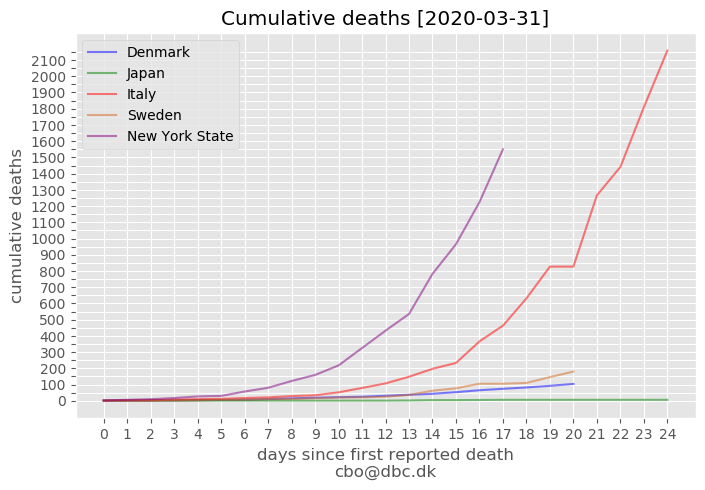 Cumulative deaths [2020-03-31]
Denmark
Japan
Italy
Sweden
New York State
cumulative deaths
2100
2000
1900
1800
1700
1600
1500
1400
1300
1200
1100
1000
900
800
700
600
500
400
300
200
100
0
0 1 2 3 4 5 6 7 8 9 10 11 12 13 14 15 16 17 18 19 20 21 22 23 24
days since first reported death
cbo@dbc.dk